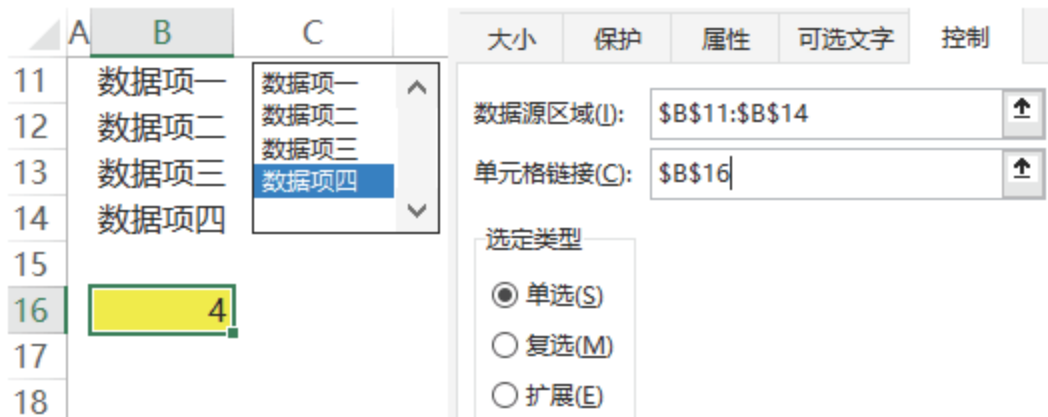 A B C
11 数据项一
12 数据项二
13 数据项三
14 数据项四
15
16 4
17
18
数据项一
数据项二
数据项三
数据项四
大小 保护 属性 可选文字 控制
数据源区域(I): $B$11:$B$14
单元格链接(C): $B$16
选定类型
单选(S)
复选(M)
扩展(E)